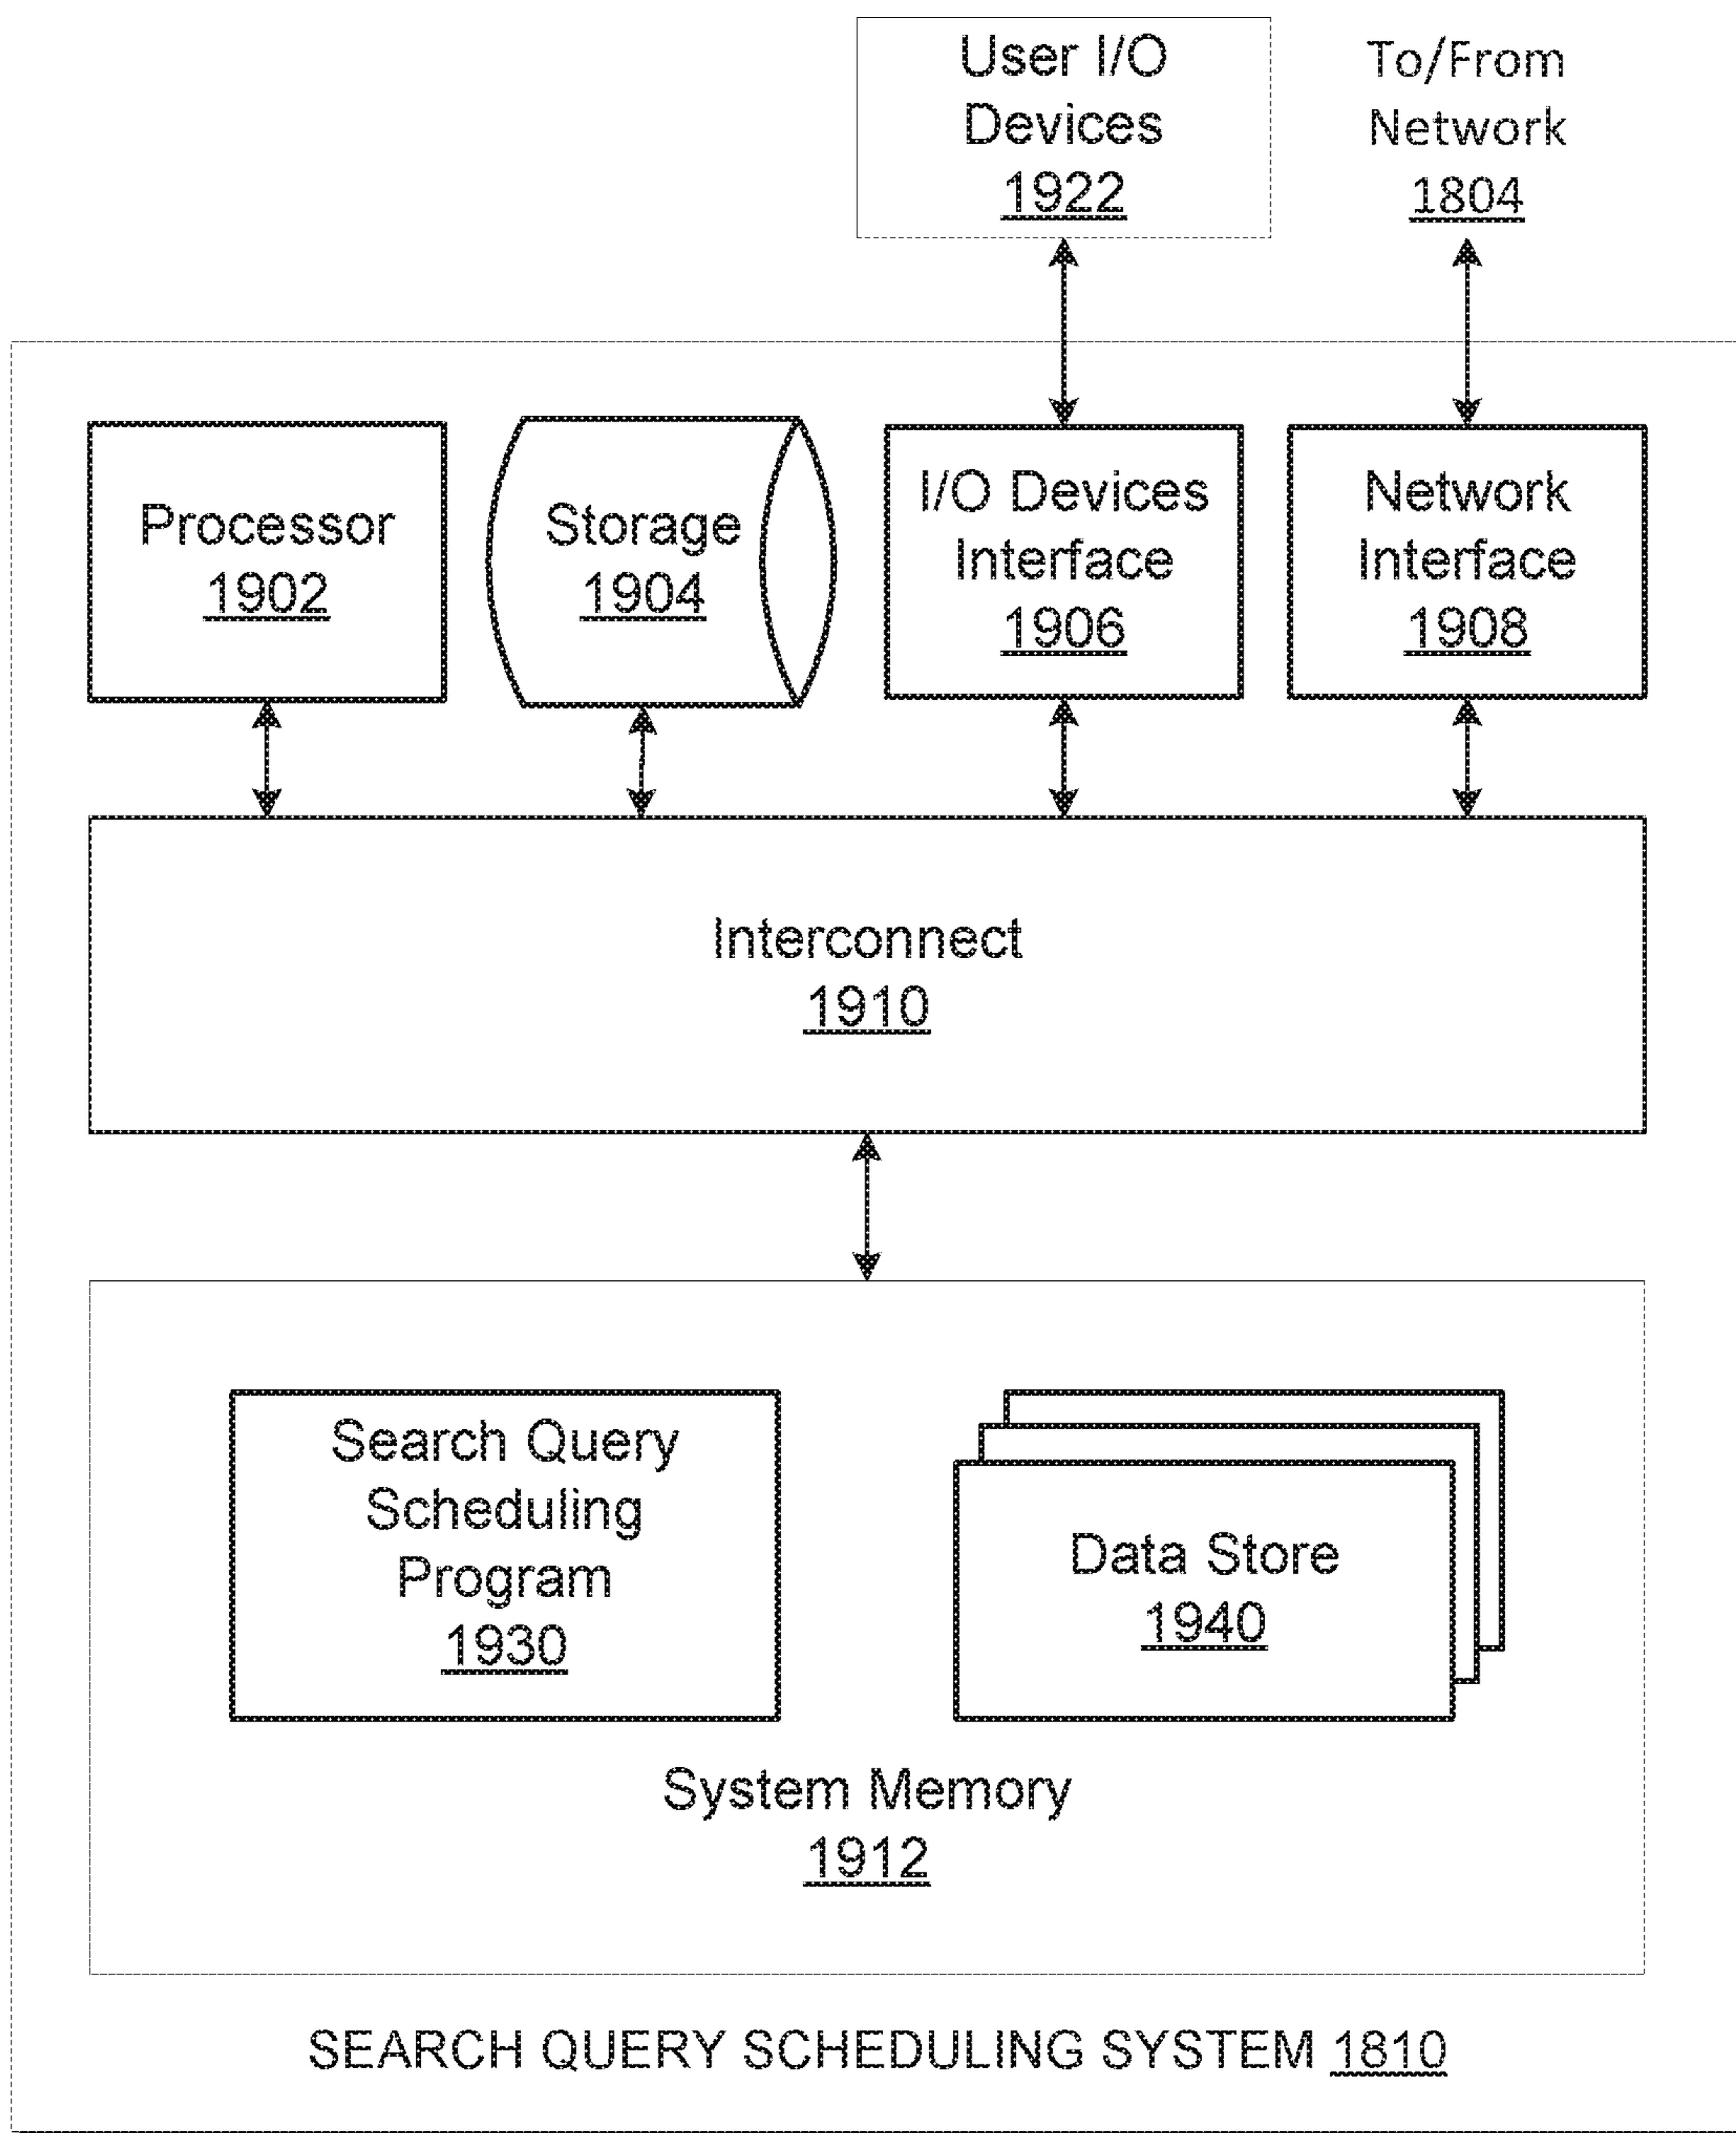 User I/O
Devices
1922
To/From
Network
1804
Processor
1902
Storage
1904
I/O Devices
Interface
1906
Network
Interface
1908
Interconnect
1910
Search Query
Scheduling
Program
1930
Data Store
1940
System Memory
1912
SEARCH QUERY SCHEDULING SYSTEM 1810